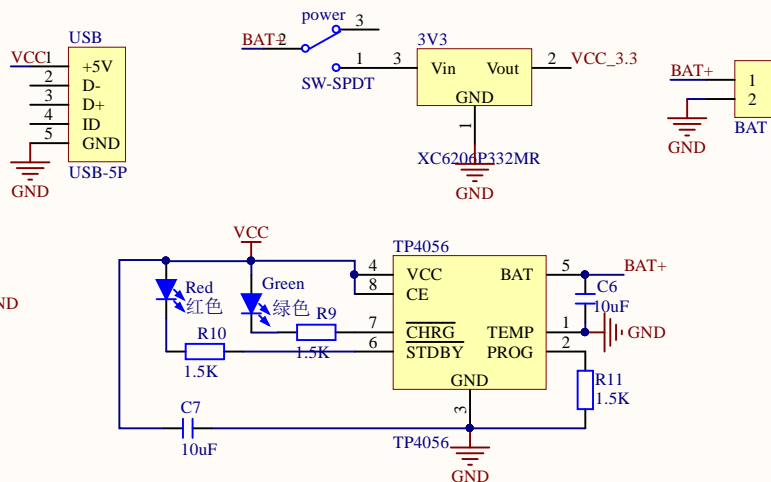 USB
VCC
1
+5V
2
D-
3
D+
4
ID
5
GND
GND
USB-5P
power
3
BAT+
2
1
SW-SPDT
3V3
3
Vin
Vout
2
VCC_3.3
GND
1
XC6206P332MR
GND
BAT+
1
2
GND
BAT
ND
VCC
Red
红色
Green
绿色
R9
1.5K
R10
1.5K
C7
10uF
TP4056
4
VCC
8
CE
7
CHRG
6
STDBY
BAT
5
BAT+
C6
10uF
TEMP
1
GND
PROG
2
R11
1.5K
GND
3
TP4056
GND